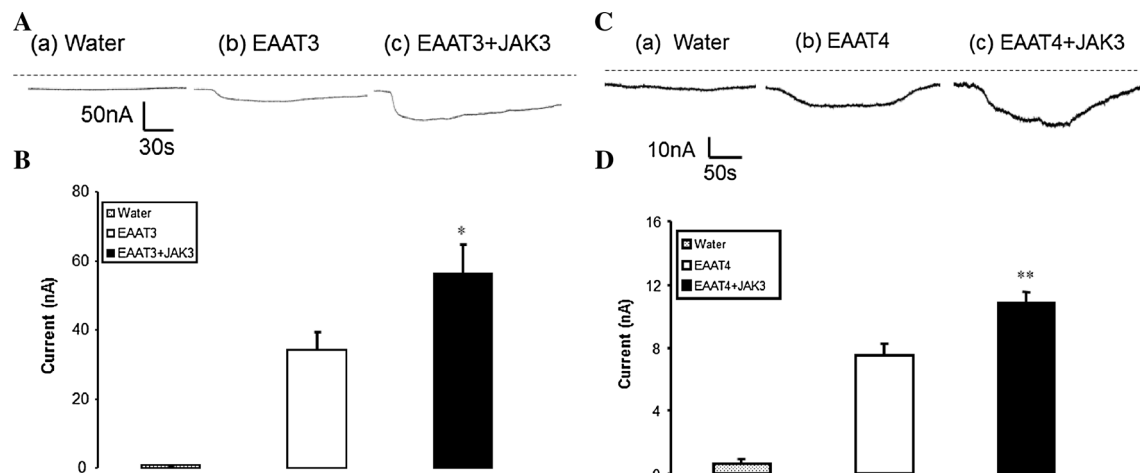 A
(a) Water
(b) EAAT3
(c) EAAT3+JAK3
50nA
30s
B
80
60
40
20
0
Current (nA)
Water
EAAT3
EAAT3+JAK3
*
C
(a) Water
(b) EAAT4
(c) EAAT4+JAK3
10nA
50s
D
16
12
8
4
0
Current (nA)
Water
EAAT4
EAAT4+JAK3
**